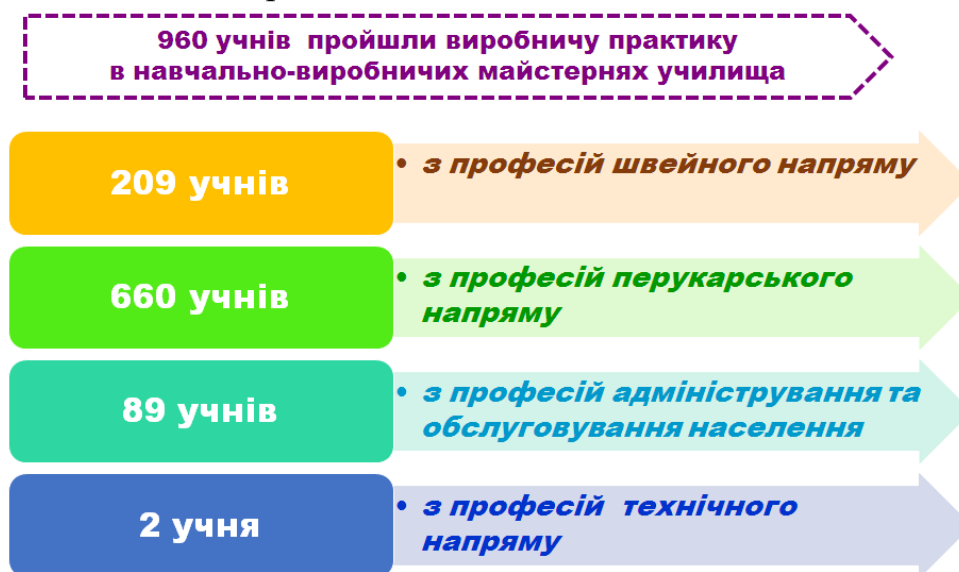 960 учнів пройшли виробничу практику
в навчально-виробничих майстернях училища
209 учнів
• з професій швейного напряму
660 учнів
• з професій перукарського
напряму
89 учнів
• з професій адміністрування та
обслуговування населення
2 учня
• з професій технічного
напряму